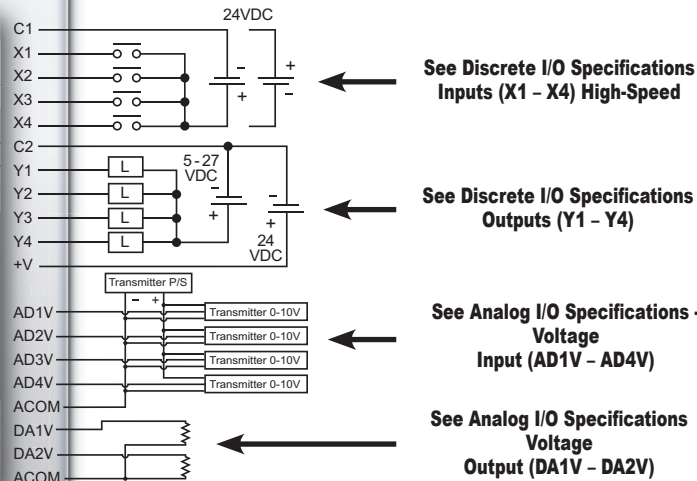 24VDC
C1
X1
X2
X3
X4
- +
+ -
See Discrete I/O Specifications
Inputs (X1 – X4) High-Speed
C2
Y1 L
Y2 L
Y3 L
Y4 L
+V
5-27
VDC
- +
- +
24
VDC
See Discrete I/O Specifications
Outputs (Y1 – Y4)
Transmitter P/S
- +
AD1V Transmitter 0-10V
AD2V Transmitter 0-10V
AD3V Transmitter 0-10V
AD4V Transmitter 0-10V
ACOM
See Analog I/O Specifications -
Voltage
Input (AD1V – AD4V)
DA1V
DA2V
ACOM
See Analog I/O Specifications
Voltage
Output (DA1V – DA2V)